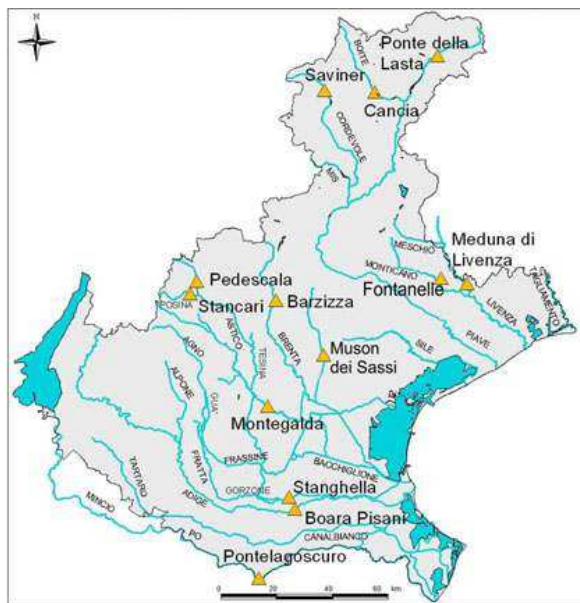 N
Ponte della
Lasta
BOITE
Saviner
Cancia
CORDEVOLE
MIS
MESCHIO
Meduna di
Livenza
MONTICANO
Fontanelle
LIVENZA
TAGLIAMENTO
PIAVE
Pedescala
POSINA
Stancari
Barzizza
ASTICO
AGNO
TESINA
BRENTA
SILE
Muson
dei Sassi
ALPONE
GUA'
Montegalda
FRASSINE
BACCHIGLIONE
FRATTA
TARTARO
GORZONE
Stanghella
ADIGE
Boara Pisani
MINCIO
PO
CANALBIANCO
Pontelagoscuro
0 20 40 60
km